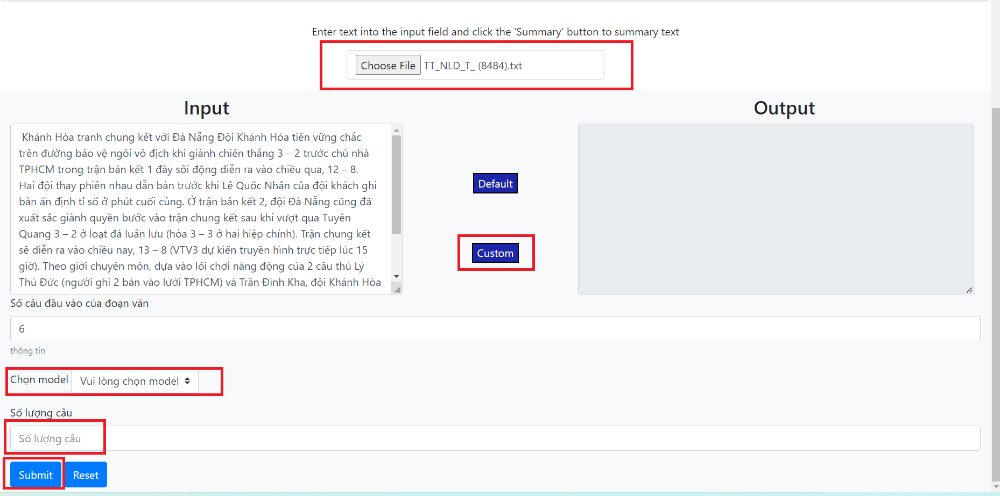 Enter text into the input field and click the 'Summary' button to summary text
Choose File TT_NLD_T_ (8484).txt
Input
Output
Khánh Hòa tranh chung kết với Đà Nẵng Đội Khánh Hòa tiến vững chắc
trên đường bảo vệ ngôi vô địch khi giành chiến thắng 3 – 2 trước chủ nhà
TPHCM trong trận bán kết 1 đầy sôi động diễn ra vào chiều qua, 12 – 8.
Hai đội thay phiên nhau dẫn bàn trước khi Lê Quốc Nhân của đội khách ghi
bàn ấn định tỉ số ở phút cuối cùng. Ở trận bán kết 2, đội Đà Nẵng cũng đã
xuất sắc giành quyền bước vào trận chung kết sau khi vượt qua Tuyên
Quang 3 – 2 ở loạt đá luân lưu (hòa 3 – 3 ở hai hiệp chính). Trận chung kết
sẽ diễn ra vào chiều nay, 13 – 8 (VTV3 dự kiến truyền hình trực tiếp lúc 15
giờ). Theo giới chuyên môn, dựa vào lối chơi năng động của 2 cầu thủ Lý
Thú Đức (người ghi 2 bàn vào lưới TPHCM) và Trần Đình Kha, đội Khánh Hòa
Default
Custom
Số câu đầu vào của đoạn văn
6
thông tin
Chọn model Vui lòng chọn model
Số lượng câu
Số lượng câu
Submit Reset